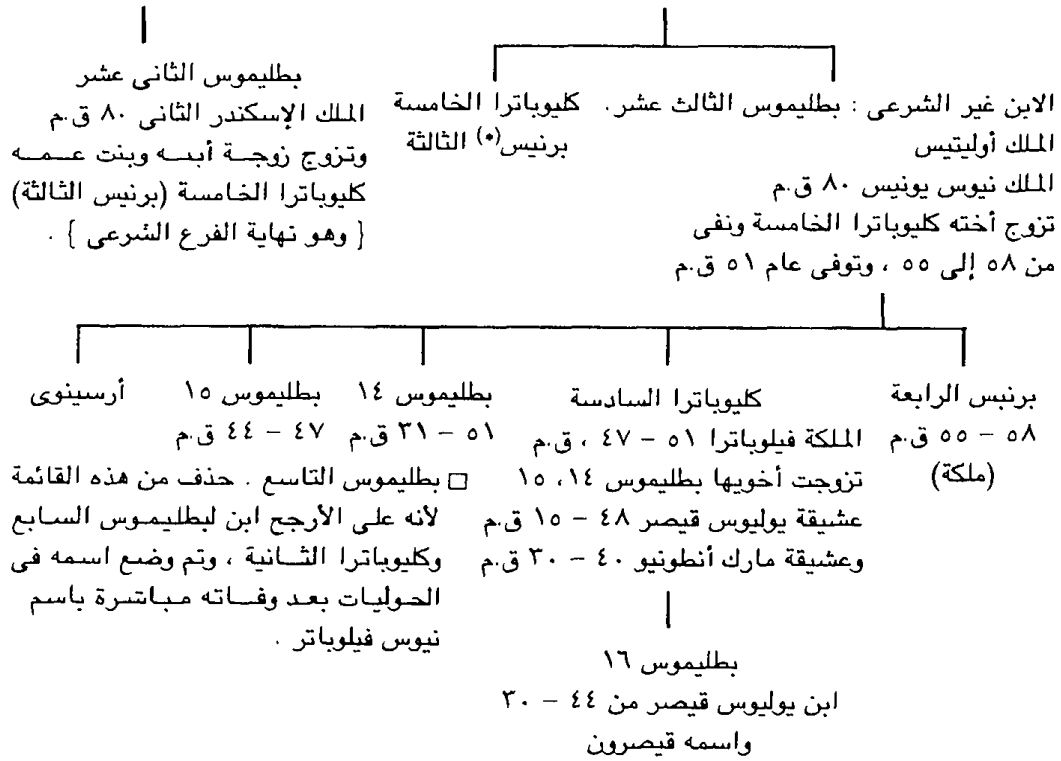 الابن غير الشرعى : بطليموس الثالث عشر .
الملك أوليتيس
الملك نيوس يونيس ٨٠ ق.م
تزوج أخته كليوباترا الخامسة ونفى
من ٥٨ إلى ٥٥ ، وتوفى عام ٥١ ق.م
كليوباترا الخامسة
برنيس(*) الثالثة
بطليموس الثانى عشر
الملك الإسكندر الثانى ٨٠ ق.م
وتزوج زوجة أبيه وبنت عمه
كليوباترا الخامسة (برنيس الثالثة)
{ وهو نهاية الفرع الشرعى } .
برنيس الرابعة
٥٨ – ٥٥ ق.م
(ملكة)
كليوباترا السادسة
الملكة فيلوباترا ٥١ – ٤٧ ، ق.م
تزوجت أخويها بطليموس ١٤، ١٥
عشيقة يوليوس قيصر ٤٨ – ١٥ ق.م
وعشيقة مارك أنطونيو ٤٠ – ٣٠ ق.م
بطليموس ١٤
٥١ – ٣١ ق.م
بطليموس ١٥
٤٧ – ٤٤ ق.م
أرسينوى
□ بطليموس التاسع . حذف من هذه القائمة
لأنه على الأرجح ابن لبطليموس السابع
وكليوباترا الثانية ، وتم وضع اسمه فى
الحوليات بعد وفاته مباشرة باسم
نيوس فيلوباتر .
بطليموس ١٦
ابن يوليوس قيصر من ٤٤ – ٣٠
واسمه قيصرون